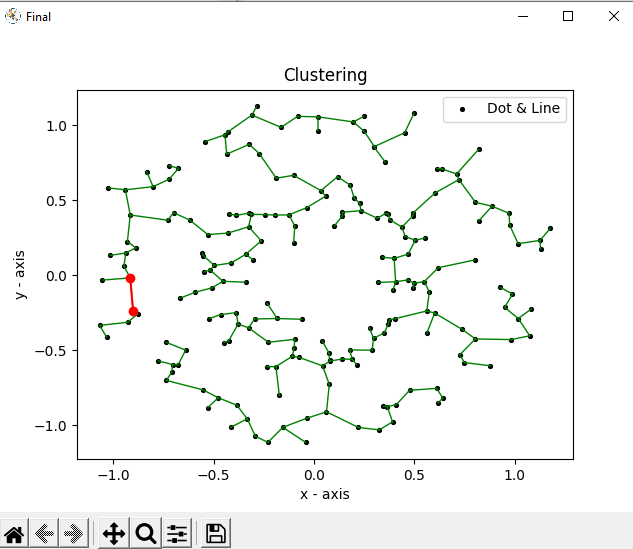 Final
Clustering
Dot & Line
1.0
0.5
0.0
−0.5
−1.0
y - axis
−1.0 −0.5 0.0 0.5 1.0
x - axis